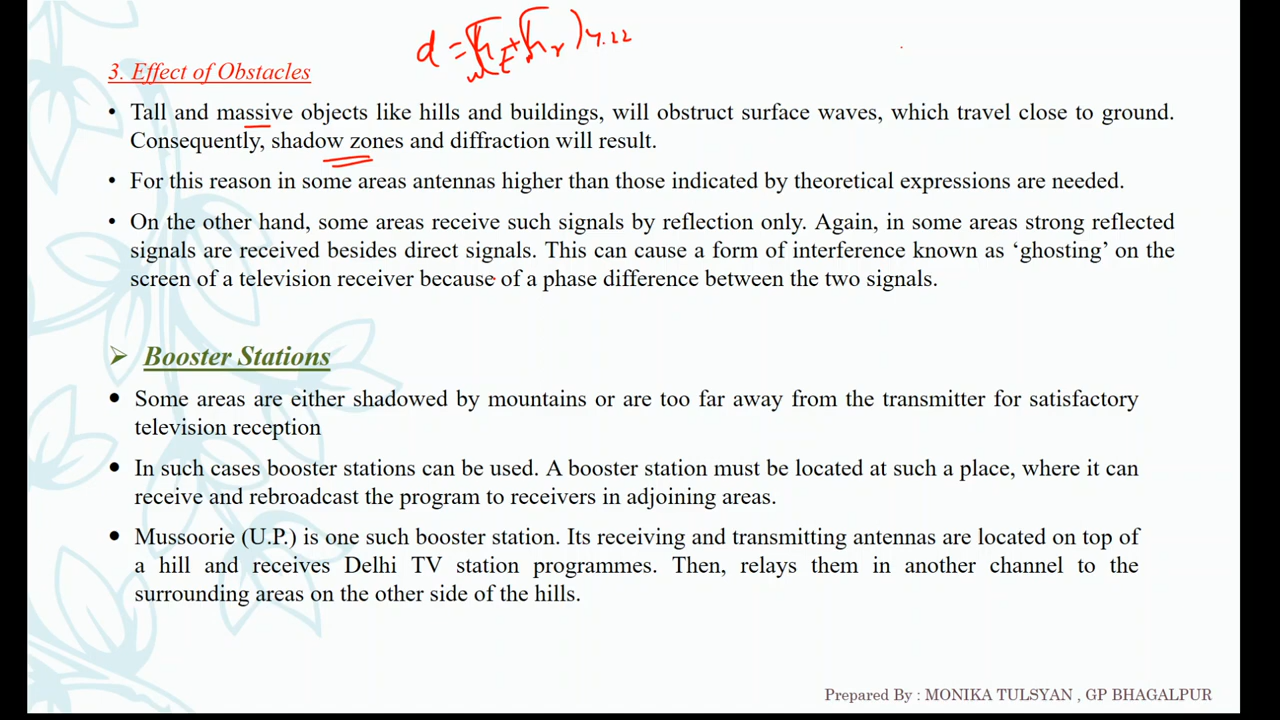 d = (√ht + √hr ) 4.22
3. Effect of Obstacles
• Tall and massive objects like hills and buildings, will obstruct surface waves, which travel close to ground.
Consequently, shadow zones and diffraction will result.
• For this reason in some areas antennas higher than those indicated by theoretical expressions are needed.
• On the other hand, some areas receive such signals by reflection only. Again, in some areas strong reflected
signals are received besides direct signals. This can cause a form of interference known as ‘ghosting’ on the
screen of a television receiver because of a phase difference between the two signals.
➢ Booster Stations
• Some areas are either shadowed by mountains or are too far away from the transmitter for satisfactory
television reception
• In such cases booster stations can be used. A booster station must be located at such a place, where it can
receive and rebroadcast the program to receivers in adjoining areas.
• Mussoorie (U.P.) is one such booster station. Its receiving and transmitting antennas are located on top of
a hill and receives Delhi TV station programmes. Then, relays them in another channel to the
surrounding areas on the other side of the hills.
Prepared By : MONIKA TULSYAN , GP BHAGALPUR